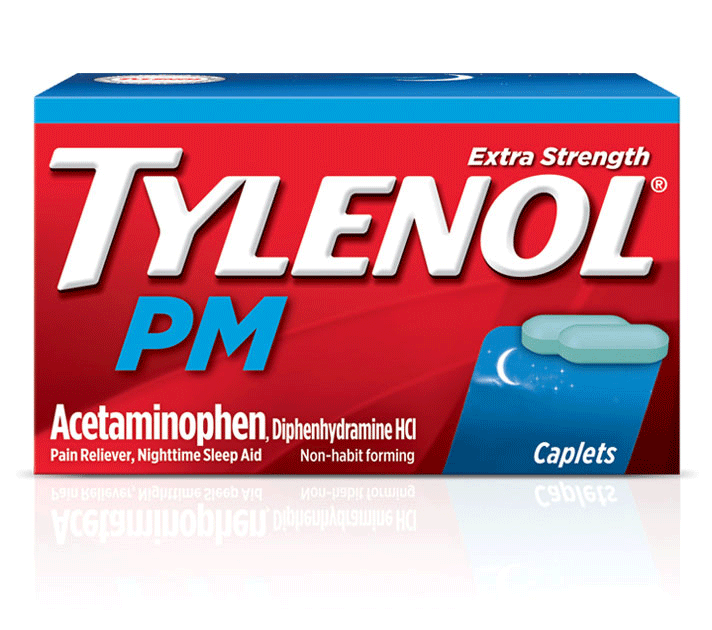 Extra Strength
TYLENOL®
PM
Acetaminophen, Diphenhydramine HCl
Pain Reliever, Nighttime Sleep Aid Non-habit forming
Caplets